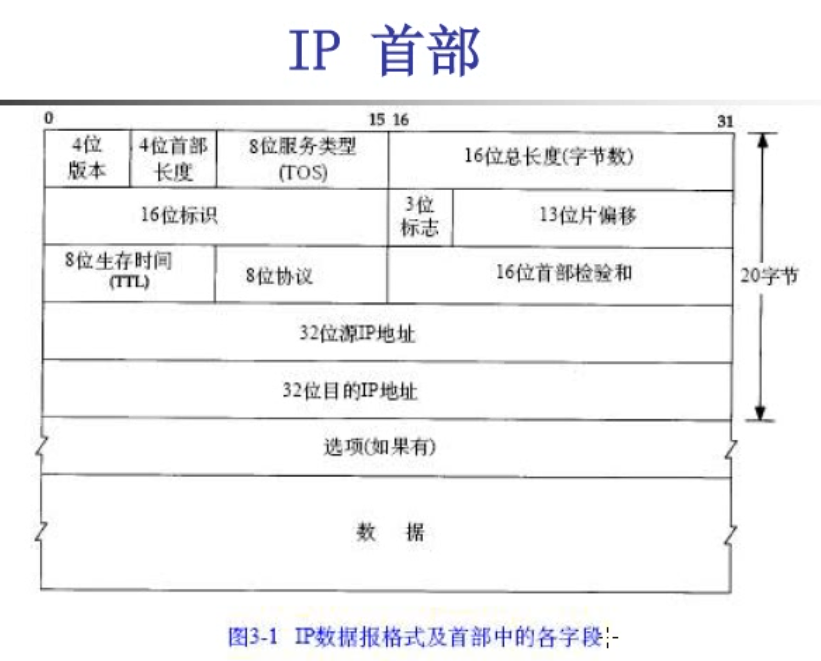 IP 首部
0 15 16 31
4位
版本
4位首部
长度
8位服务类型
(TOS)
16位总长度(字节数)
16位标识
3位
标志
13位片偏移
8位生存时间
(TTL)
8位协议
16位首部检验和
20字节
32位源IP地址
32位目的IP地址
选项(如果有)
数 据
图3-1 IP数据报格式及首部中的各字段